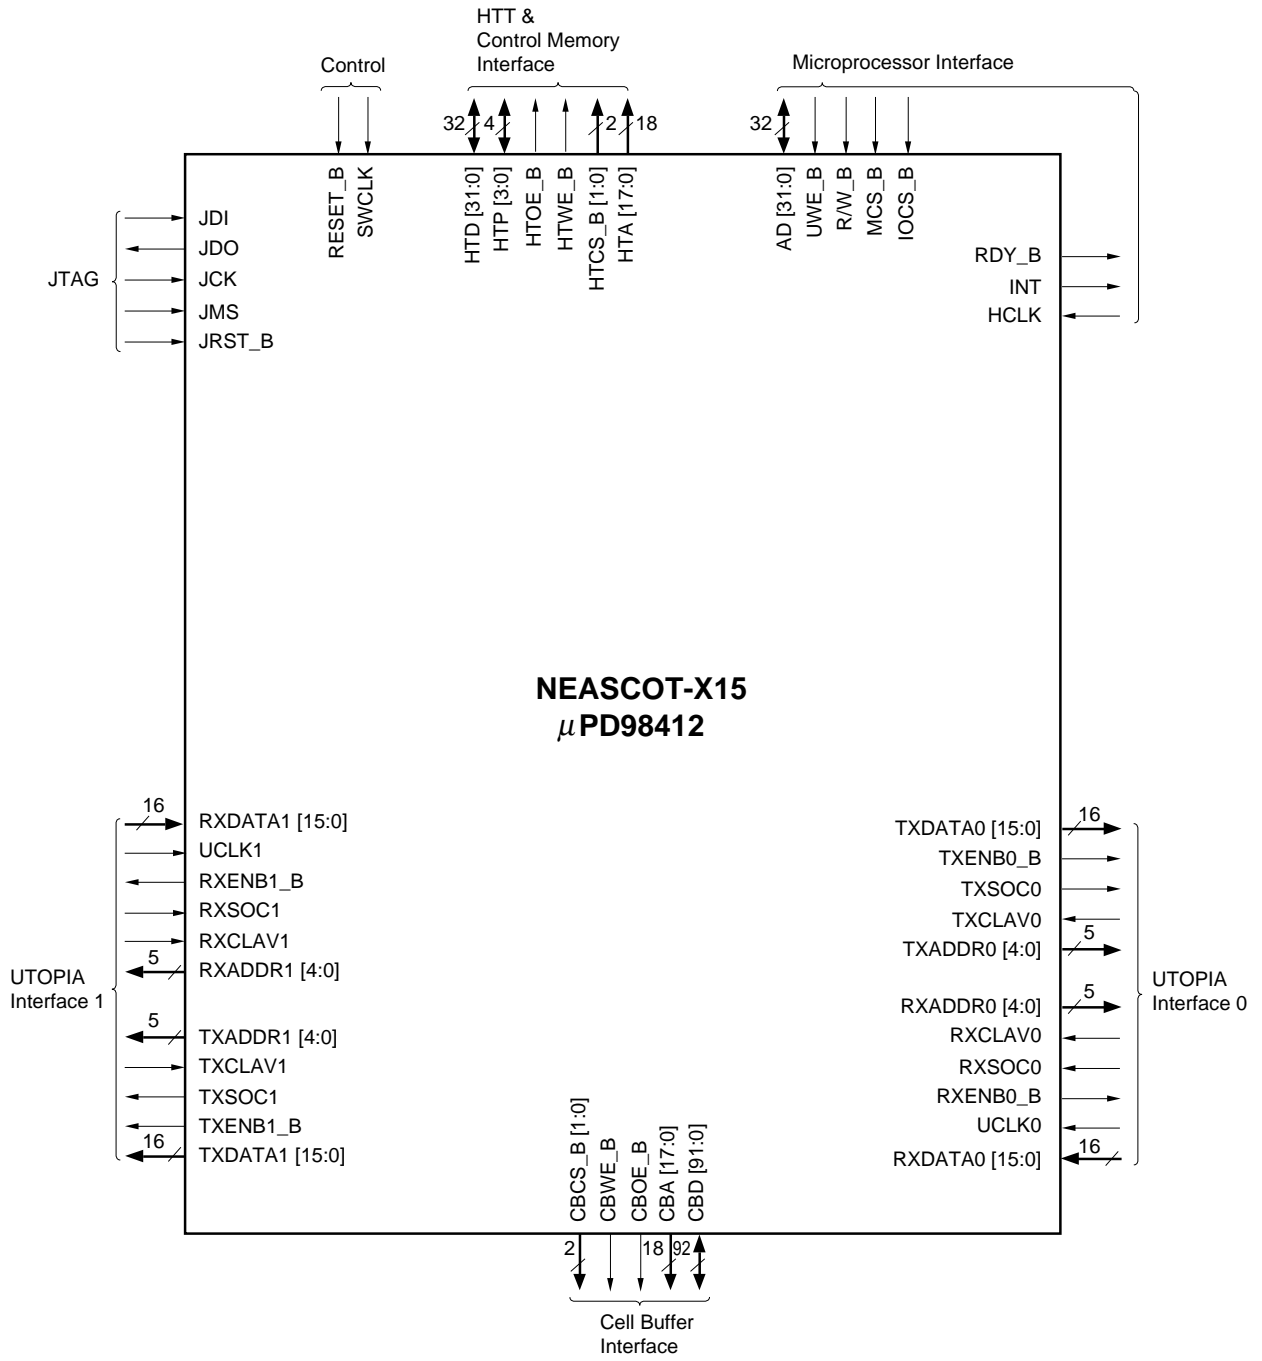 HTT &
Control Memory
Interface
Control
Microprocessor Interface
32
4
2
18
32
RESET_B
SWCLK
HTD [31:0]
HTP [3:0]
HTOE_B
HTWE_B
HTCS_B [1:0]
HTA [17:0]
AD [31:0]
UWE_B
R/W_B
MCS_B
IOCS_B
JTAG
JDI
JDO
JCK
JMS
JRST_B
RDY_B
INT
HCLK
NEASCOT-X15
μPD98412
UTOPIA
Interface 1
16
RXDATA1 [15:0]
UCLK1
RXENB1_B
RXSOC1
RXCLAV1
5
RXADDR1 [4:0]
5
TXADDR1 [4:0]
TXCLAV1
TXSOC1
TXENB1_B
16
TXDATA1 [15:0]
TXDATA0 [15:0]
16
TXENB0_B
TXSOC0
TXCLAV0
TXADDR0 [4:0]
5
RXADDR0 [4:0]
5
RXCLAV0
RXSOC0
RXENB0_B
UCLK0
RXDATA0 [15:0]
16
UTOPIA
Interface 0
CBCS_B [1:0]
CBWE_B
CBOE_B
CBA [17:0]
CBD [91:0]
2
18
92
Cell Buffer
Interface